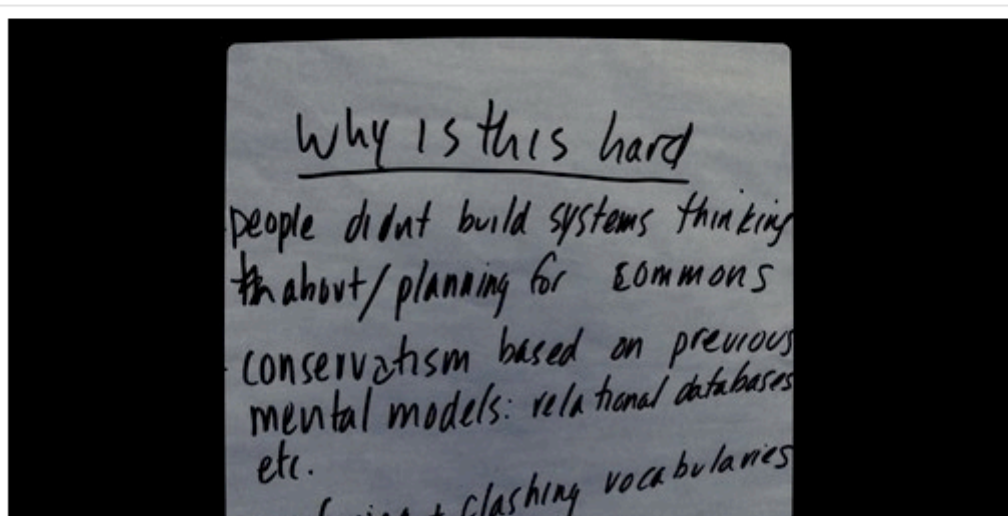 Why is this hard
people didnt build systems thinking
th about/planning for commons
conservatism based on previous
mental models: relational databases
etc.
+ clashing vocabularies